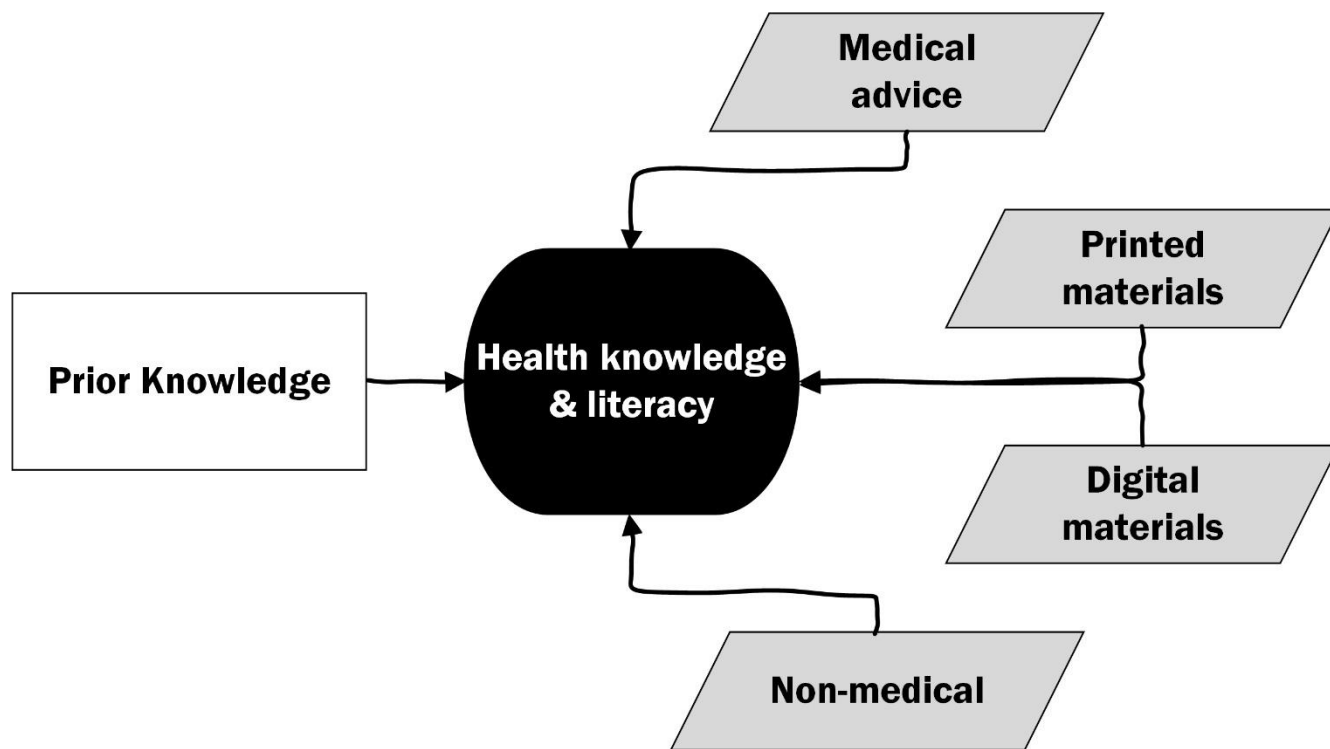 Medical
advice
Printed
materials
Prior Knowledge
Health knowledge
& literacy
Digital
materials
Non-medical